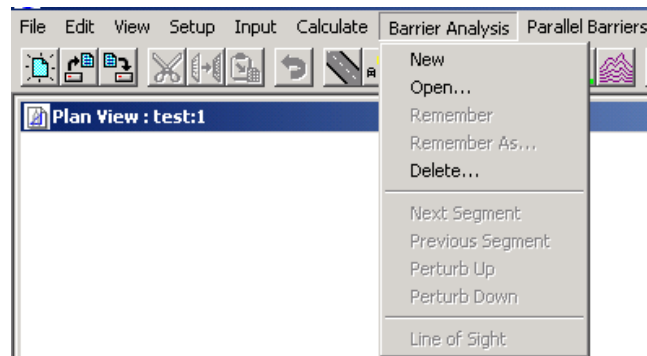 File Edit View Setup Input Calculate Barrier Analysis Parallel Barriers
New
Open...
Remember
Remember As...
Delete...
Plan View : test:1
Next Segment
Previous Segment
Perturb Up
Perturb Down
Line of Sight